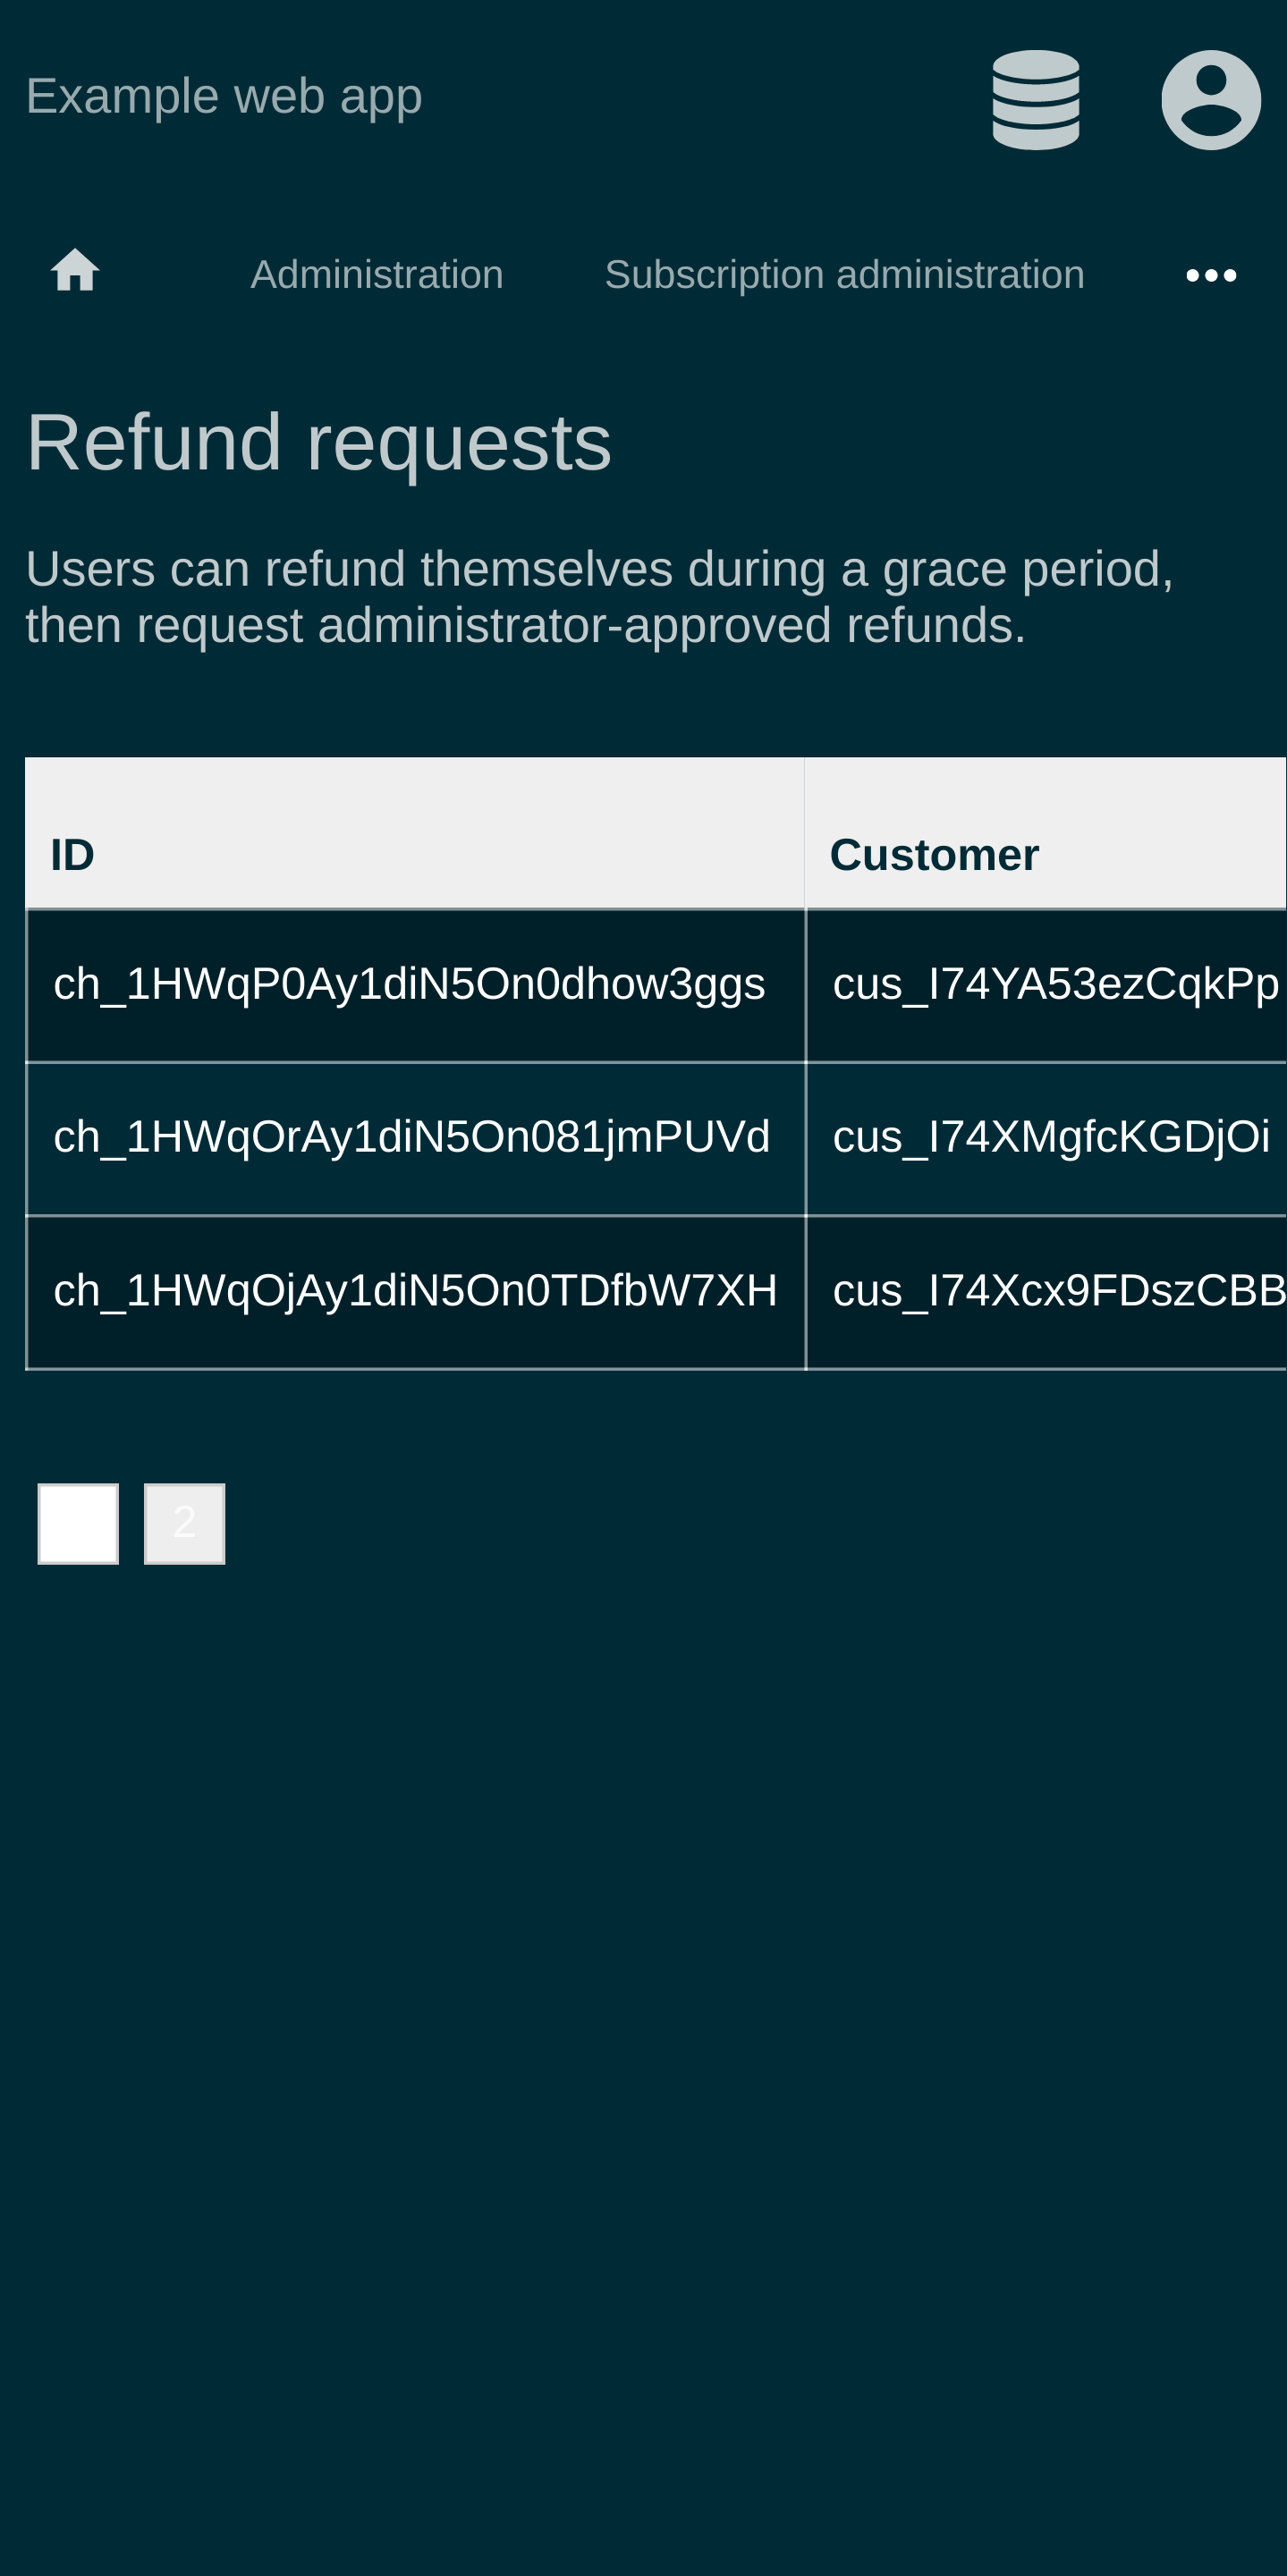 Example web app
Administration Subscription administration
Refund requests
Users can refund themselves during a grace period,
then request administrator-approved refunds.
ID Customer
ch_1HWqP0Ay1diN5On0dhow3ggs cus_I74YA53ezCqkPp
ch_1HWqOrAy1diN5On081jmPUVd cus_I74XMgfcKGDjOi
ch_1HWqOjAy1diN5On0TDfbW7XH cus_I74Xcx9FDszCBB
2